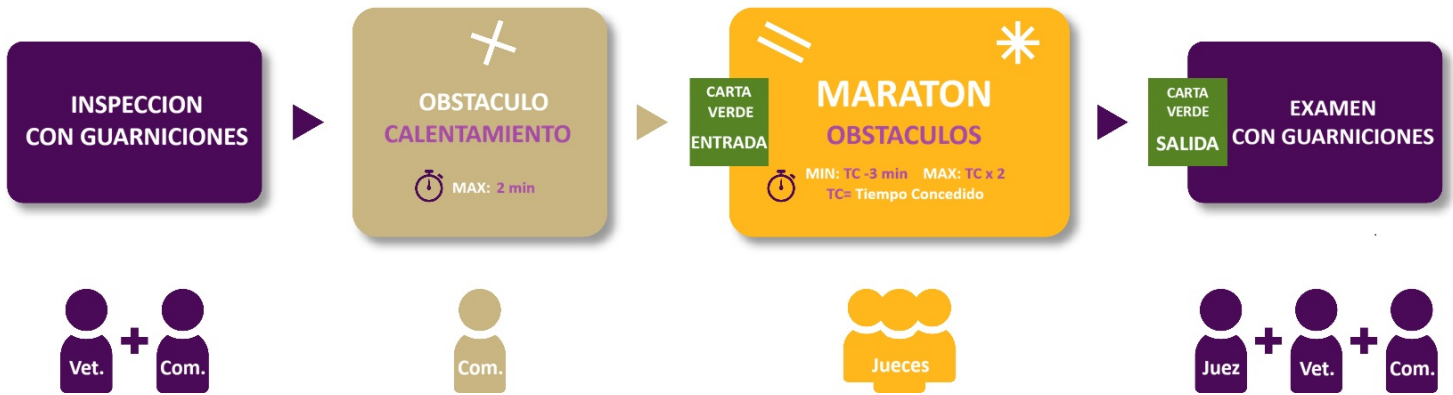 INSPECCION
CON GUARNICIONES
OBSTACULO
CALENTAMIENTO
MAX: 2 min
CARTA
VERDE
ENTRADA
MARATON
OBSTACULOS
MIN: TC -3 min MAX: TC x 2
TC= Tiempo Concedido
CARTA
VERDE
SALIDA
EXAMEN
CON GUARNICIONES
.
Vet. + Com.
Com.
Jueces
Juez + Vet. + Com.